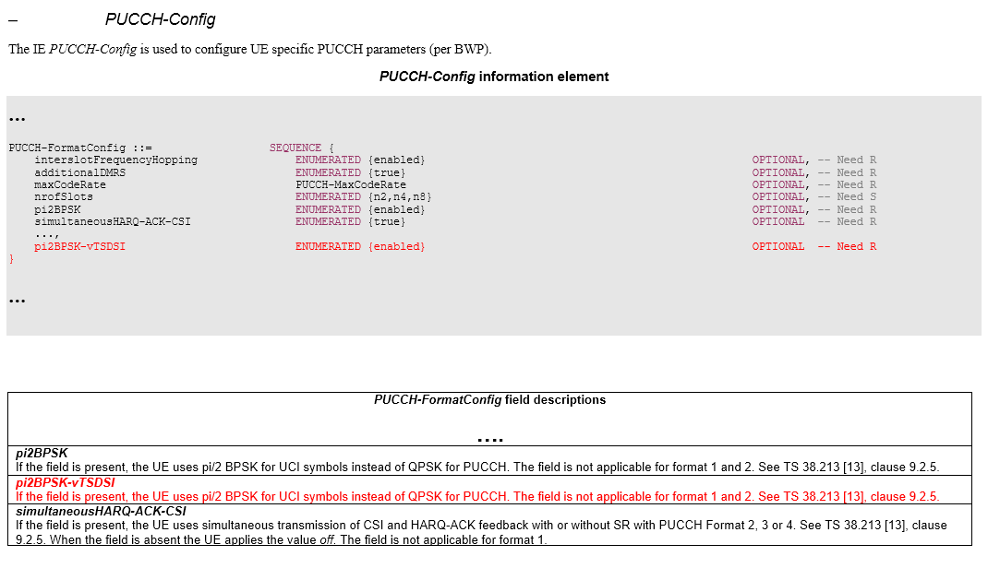 – PUCCH-Config
The IE PUCCH-Config is used to configure UE specific PUCCH parameters (per BWP).
PUCCH-Config information element
...
PUCCH-FormatConfig ::= SEQUENCE {
interslotFrequencyHopping ENUMERATED {enabled} OPTIONAL, -- Need R
additionalDMRS ENUMERATED {true} OPTIONAL, -- Need R
maxCodeRate PUCCH-MaxCodeRate OPTIONAL, -- Need R
nrofSlots ENUMERATED {n2,n4,n8} OPTIONAL, -- Need S
pi2BPSK ENUMERATED {enabled} OPTIONAL, -- Need R
simultaneousHARQ-ACK-CSI ENUMERATED {true} OPTIONAL -- Need R
...,
pi2BPSK-vTSDSI ENUMERATED {enabled} OPTIONAL -- Need R
}
...
PUCCH-FormatConfig field descriptions
....
pi2BPSK
If the field is present, the UE uses pi/2 BPSK for UCI symbols instead of QPSK for PUCCH. The field is not applicable for format 1 and 2. See TS 38.213 [13], clause 9.2.5.
pi2BPSK-vTSDSI
If the field is present, the UE uses pi/2 BPSK for UCI symbols instead of QPSK for PUCCH. The field is not applicable for format 1 and 2. See TS 38.213 [13], clause 9.2.5.
simultaneousHARQ-ACK-CSI
If the field is present, the UE uses simultaneous transmission of CSI and HARQ-ACK feedback with or without SR with PUCCH Format 2, 3 or 4. See TS 38.213 [13], clause
9.2.5. When the field is absent the UE applies the value off. The field is not applicable for format 1.